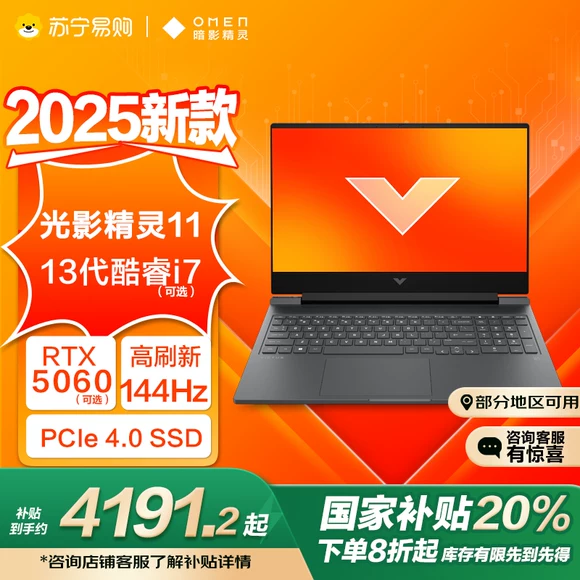 苏宁易购
OMEN
暗影精灵
2025新款
光影精灵11
13代酷睿i7
(可选)
RTX
5060
(可选)
高刷新
144Hz
PCIe 4.0 SSD
部分地区可用
咨询客服
有惊喜
补贴
到手约
4191.2起
*咨询店铺客服了解补贴详情
国家补贴20%
下单8折起 库存有限先到先得